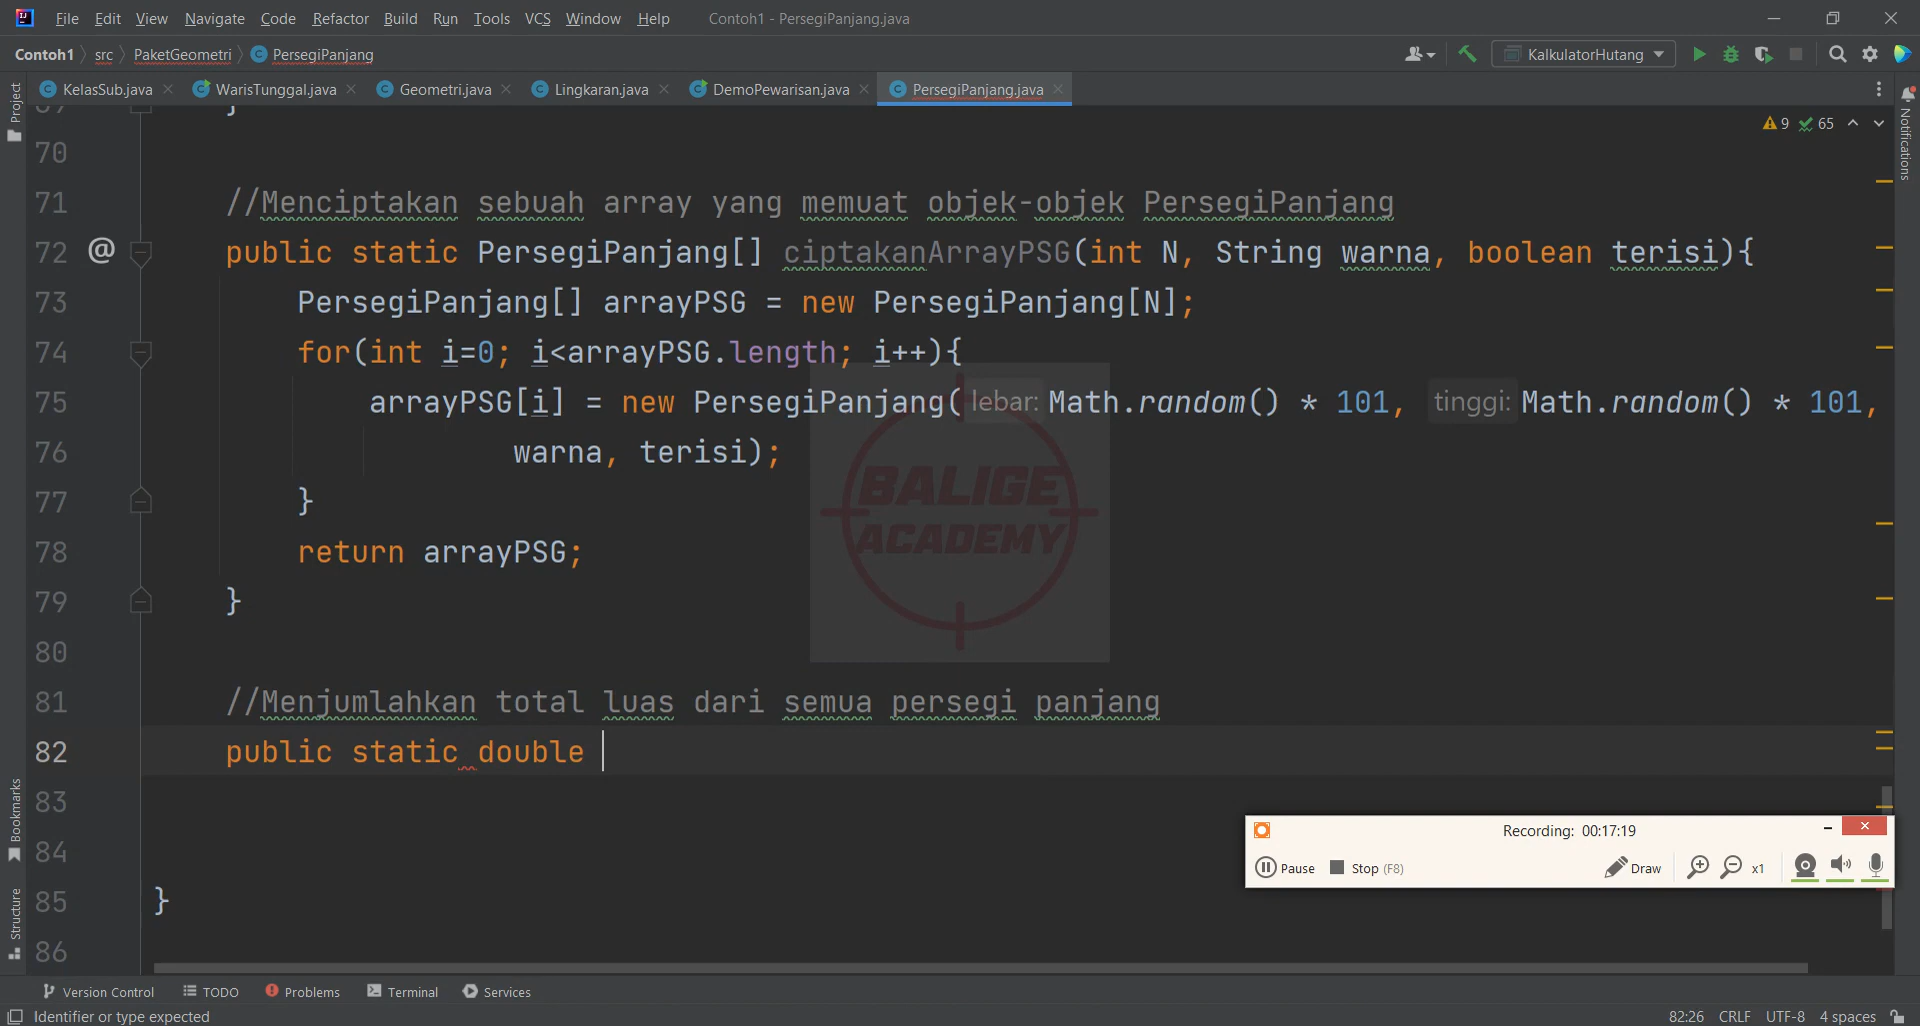 File Edit View Navigate Code Refactor Build Run Tools VCS Window Help Contoh1 - PersegiPanjang.java
Contoh1 src PaketGeometri PersegiPanjang KalkulatorHutang
KelasSub.java WarisTunggal.java Geometri.java Lingkaran.java DemoPewarisan.java PersegiPanjang.java
Project
Notifications
9 65
69 }
70
71 //Menciptakan sebuah array yang memuat objek-objek PersegiPanjang
72 @ public static PersegiPanjang[] ciptakanArrayPSG(int N, String warna, boolean terisi){
73 PersegiPanjang[] arrayPSG = new PersegiPanjang[N];
74 for(int i=0; i<arrayPSG.length; i++){
75 arrayPSG[i] = new PersegiPanjang( lebar: Math.random() * 101, tinggi: Math.random() * 101,
76 warna, terisi);
77 }
78 return arrayPSG;
79 }
80
81 //Menjumlahkan total luas dari semua persegi panjang
82 public static double
83
84
85 }
86
BALIGE
ACADEMY
Bookmarks
Structure
Recording: 00:17:19
Pause Stop (F8) Draw x1
Version Control TODO Problems Terminal Services
Identifier or type expected 82:26 CRLF UTF-8 4 spaces